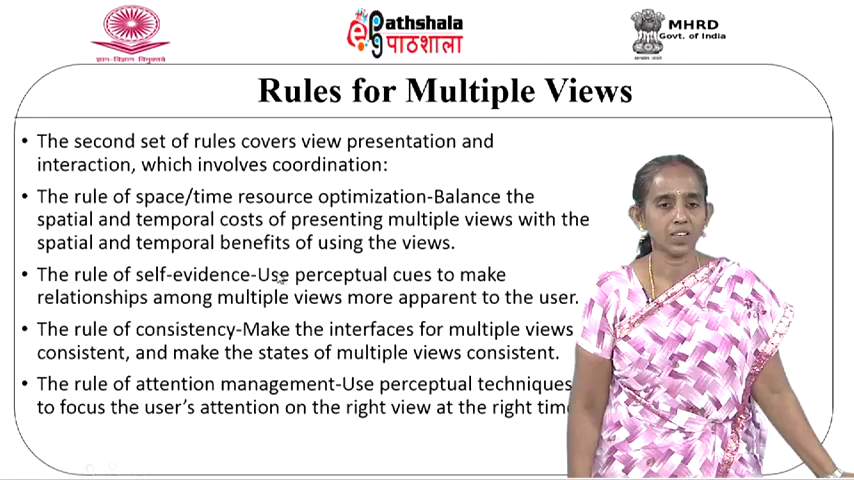 ज्ञान-विज्ञान विमुक्तये
Pathshala
पाठशाला
MHRD
Govt. of India
Rules for Multiple Views
• The second set of rules covers view presentation and
interaction, which involves coordination:
• The rule of space/time resource optimization-Balance the
spatial and temporal costs of presenting multiple views with the
spatial and temporal benefits of using the views.
• The rule of self-evidence-Use perceptual cues to make
relationships among multiple views more apparent to the user.
• The rule of consistency-Make the interfaces for multiple views
consistent, and make the states of multiple views consistent.
• The rule of attention management-Use perceptual techniques
to focus the user's attention on the right view at the right tim